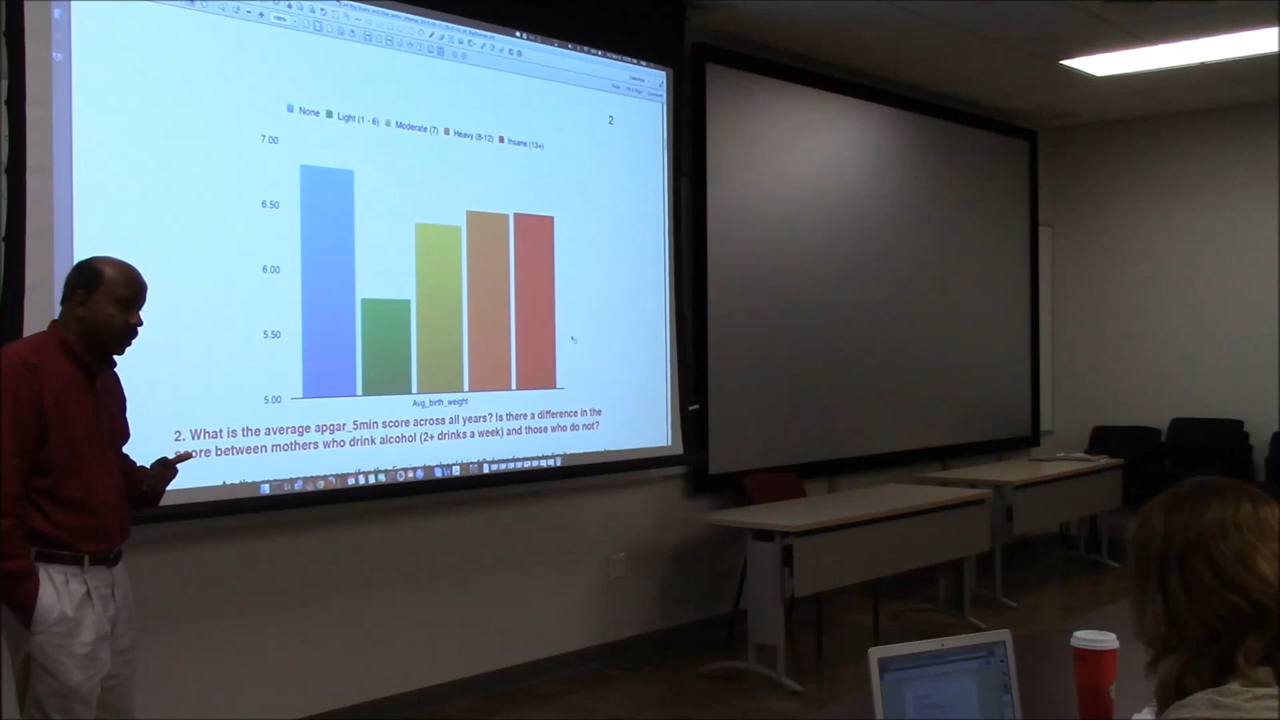 2
None Light (1 - 6) Moderate (7) Heavy (8-12) Insane (13+)
7.00
6.50
6.00
5.50
5.00
Avg_birth_weight
2. What is the average apgar_5min score across all years? Is there a difference in the
score between mothers who drink alcohol (2+ drinks a week) and those who do not?